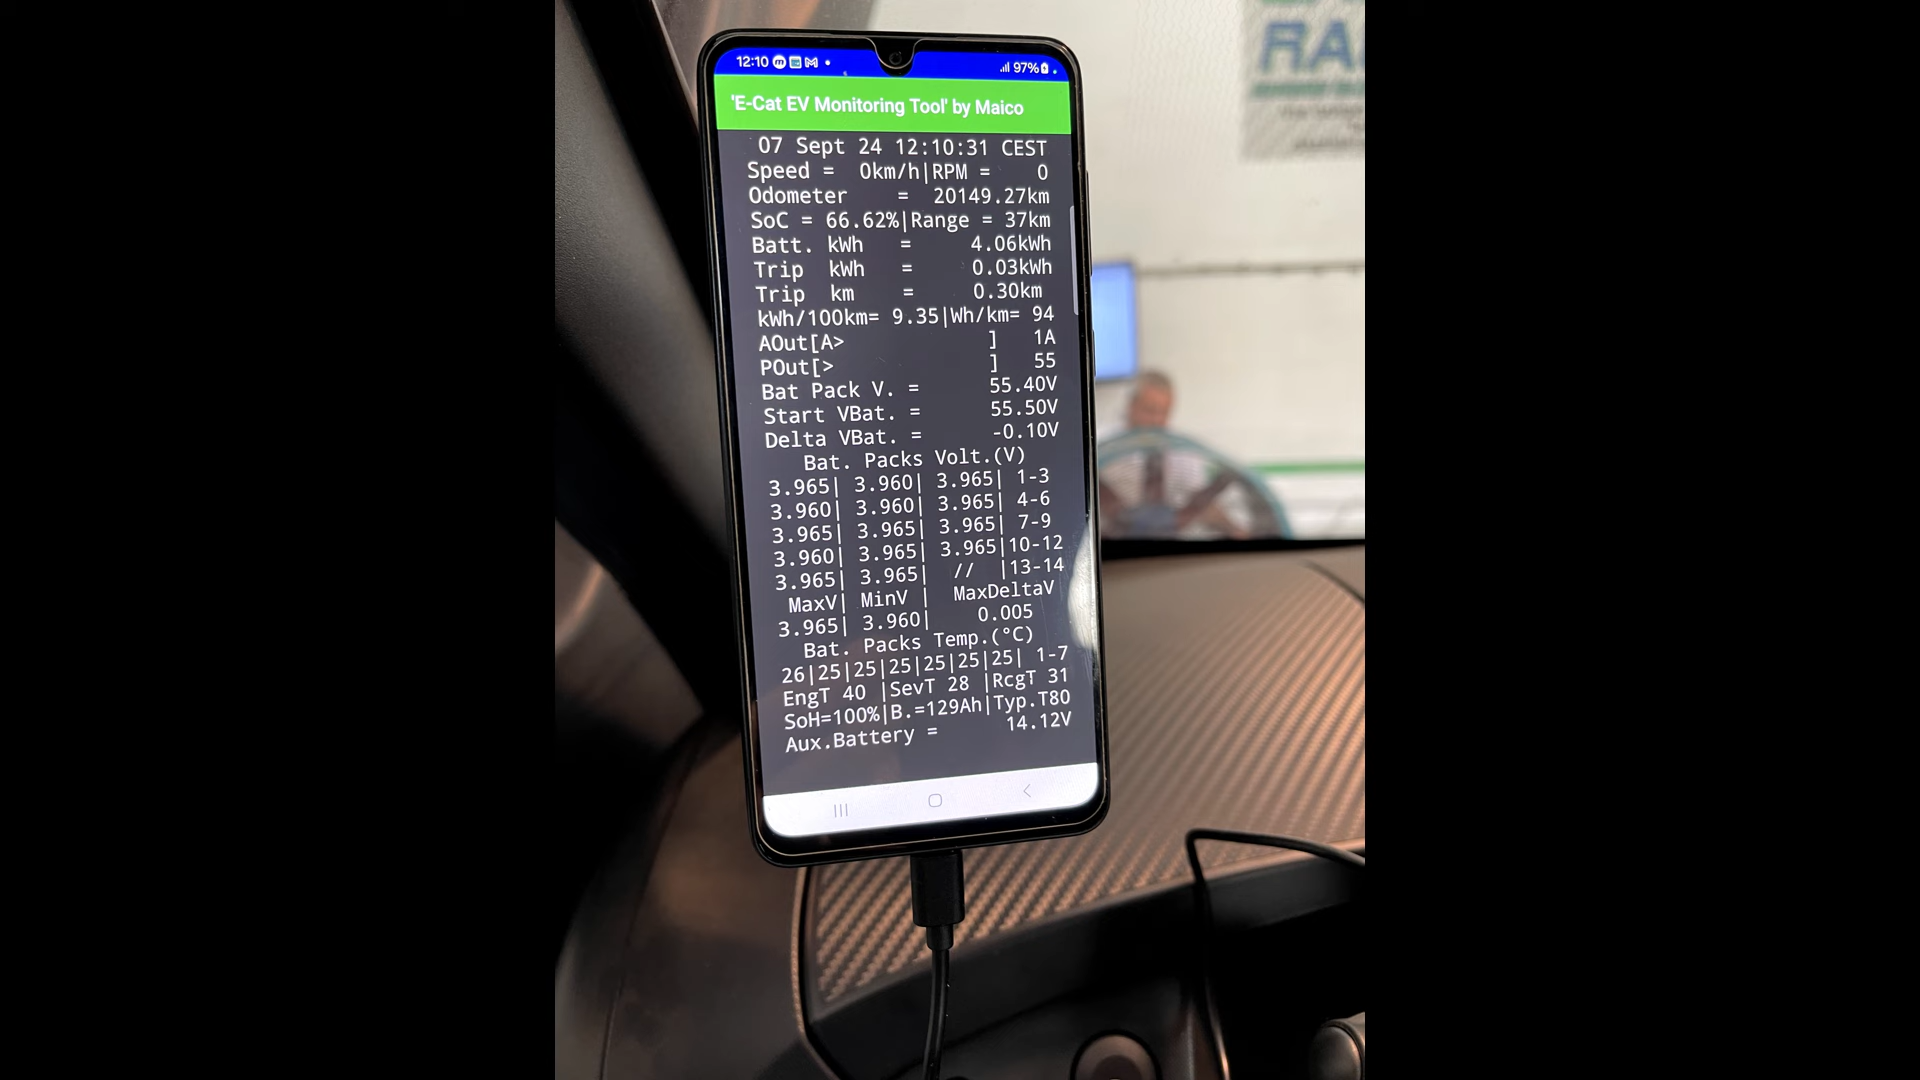 12:10
97%
'E-Cat EV Monitoring Tool' by Maico
07 Sept 24 12:10:31 CEST
Speed = 0km/h|RPM = 0
Odometer = 20149.27km
SoC = 66.62%|Range = 37km
Batt. kWh = 4.06kWh
Trip kWh = 0.03kWh
Trip km = 0.30km
kWh/100km= 9.35|Wh/km= 94
AOut[A> ] 1A
POut[> ] 55
Bat Pack V. = 55.40V
Start VBat. = 55.50V
Delta VBat. = -0.10V
Bat. Packs Volt.(V)
3.965| 3.960| 3.965| 1-3
3.960| 3.960| 3.965| 4-6
3.965| 3.965| 3.965| 7-9
3.960| 3.965| 3.965|10-12
3.965| 3.965| // |13-14
MaxV| MinV | MaxDeltaV
3.965| 3.960| 0.005
Bat. Packs Temp.(°C)
26|25|25|25|25|25|25| 1-7
EngT 40 |SevT 28 |RcgT 31
SoH=100%|B.=129Ah|Typ.T80
Aux.Battery = 14.12V